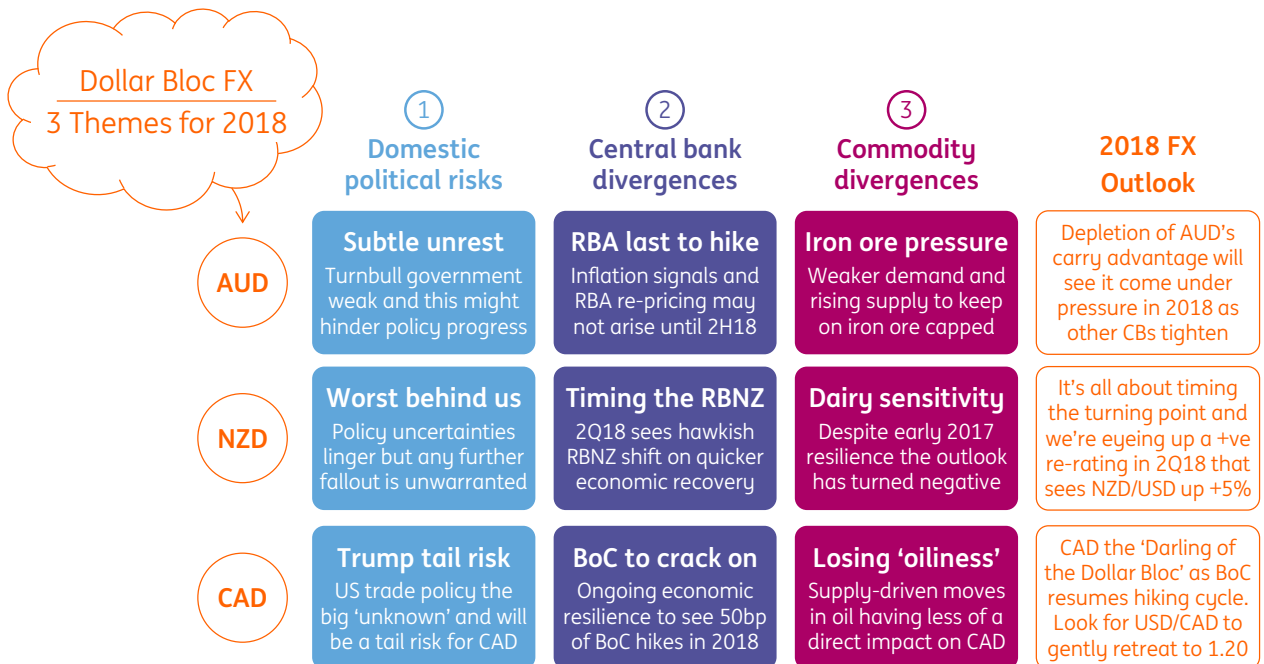 Dollar Bloc FX
3 Themes for 2018
1
Domestic
political risks
2
Central bank
divergences
3
Commodity
divergences
2018 FX
Outlook
AUD
Subtle unrest
Turnbull government
weak and this might
hinder policy progress
RBA last to hike
Inflation signals and
RBA re-pricing may
not arise until 2H18
Iron ore pressure
Weaker demand and
rising supply to keep
on iron ore capped
Depletion of AUD's
carry advantage will
see it come under
pressure in 2018 as
other CBs tighten
NZD
Worst behind us
Policy uncertainties
linger but any further
fallout is unwarranted
Timing the RBNZ
2Q18 sees hawkish
RBNZ shift on quicker
economic recovery
Dairy sensitivity
Despite early 2017
resilience the outlook
has turned negative
It's all about timing
the turning point and
we're eyeing up a +ve
re-rating in 2Q18 that
sees NZD/USD up +5%
CAD
Trump tail risk
US trade policy the
big 'unknown' and will
be a tail risk for CAD
BoC to crack on
Ongoing economic
resilience to see 50bp
of BoC hikes in 2018
Losing 'oiliness'
Supply-driven moves
in oil having less of a
direct impact on CAD
CAD the 'Darling of
the Dollar Bloc' as BoC
resumes hiking cycle.
Look for USD/CAD to
gently retreat to 1.20